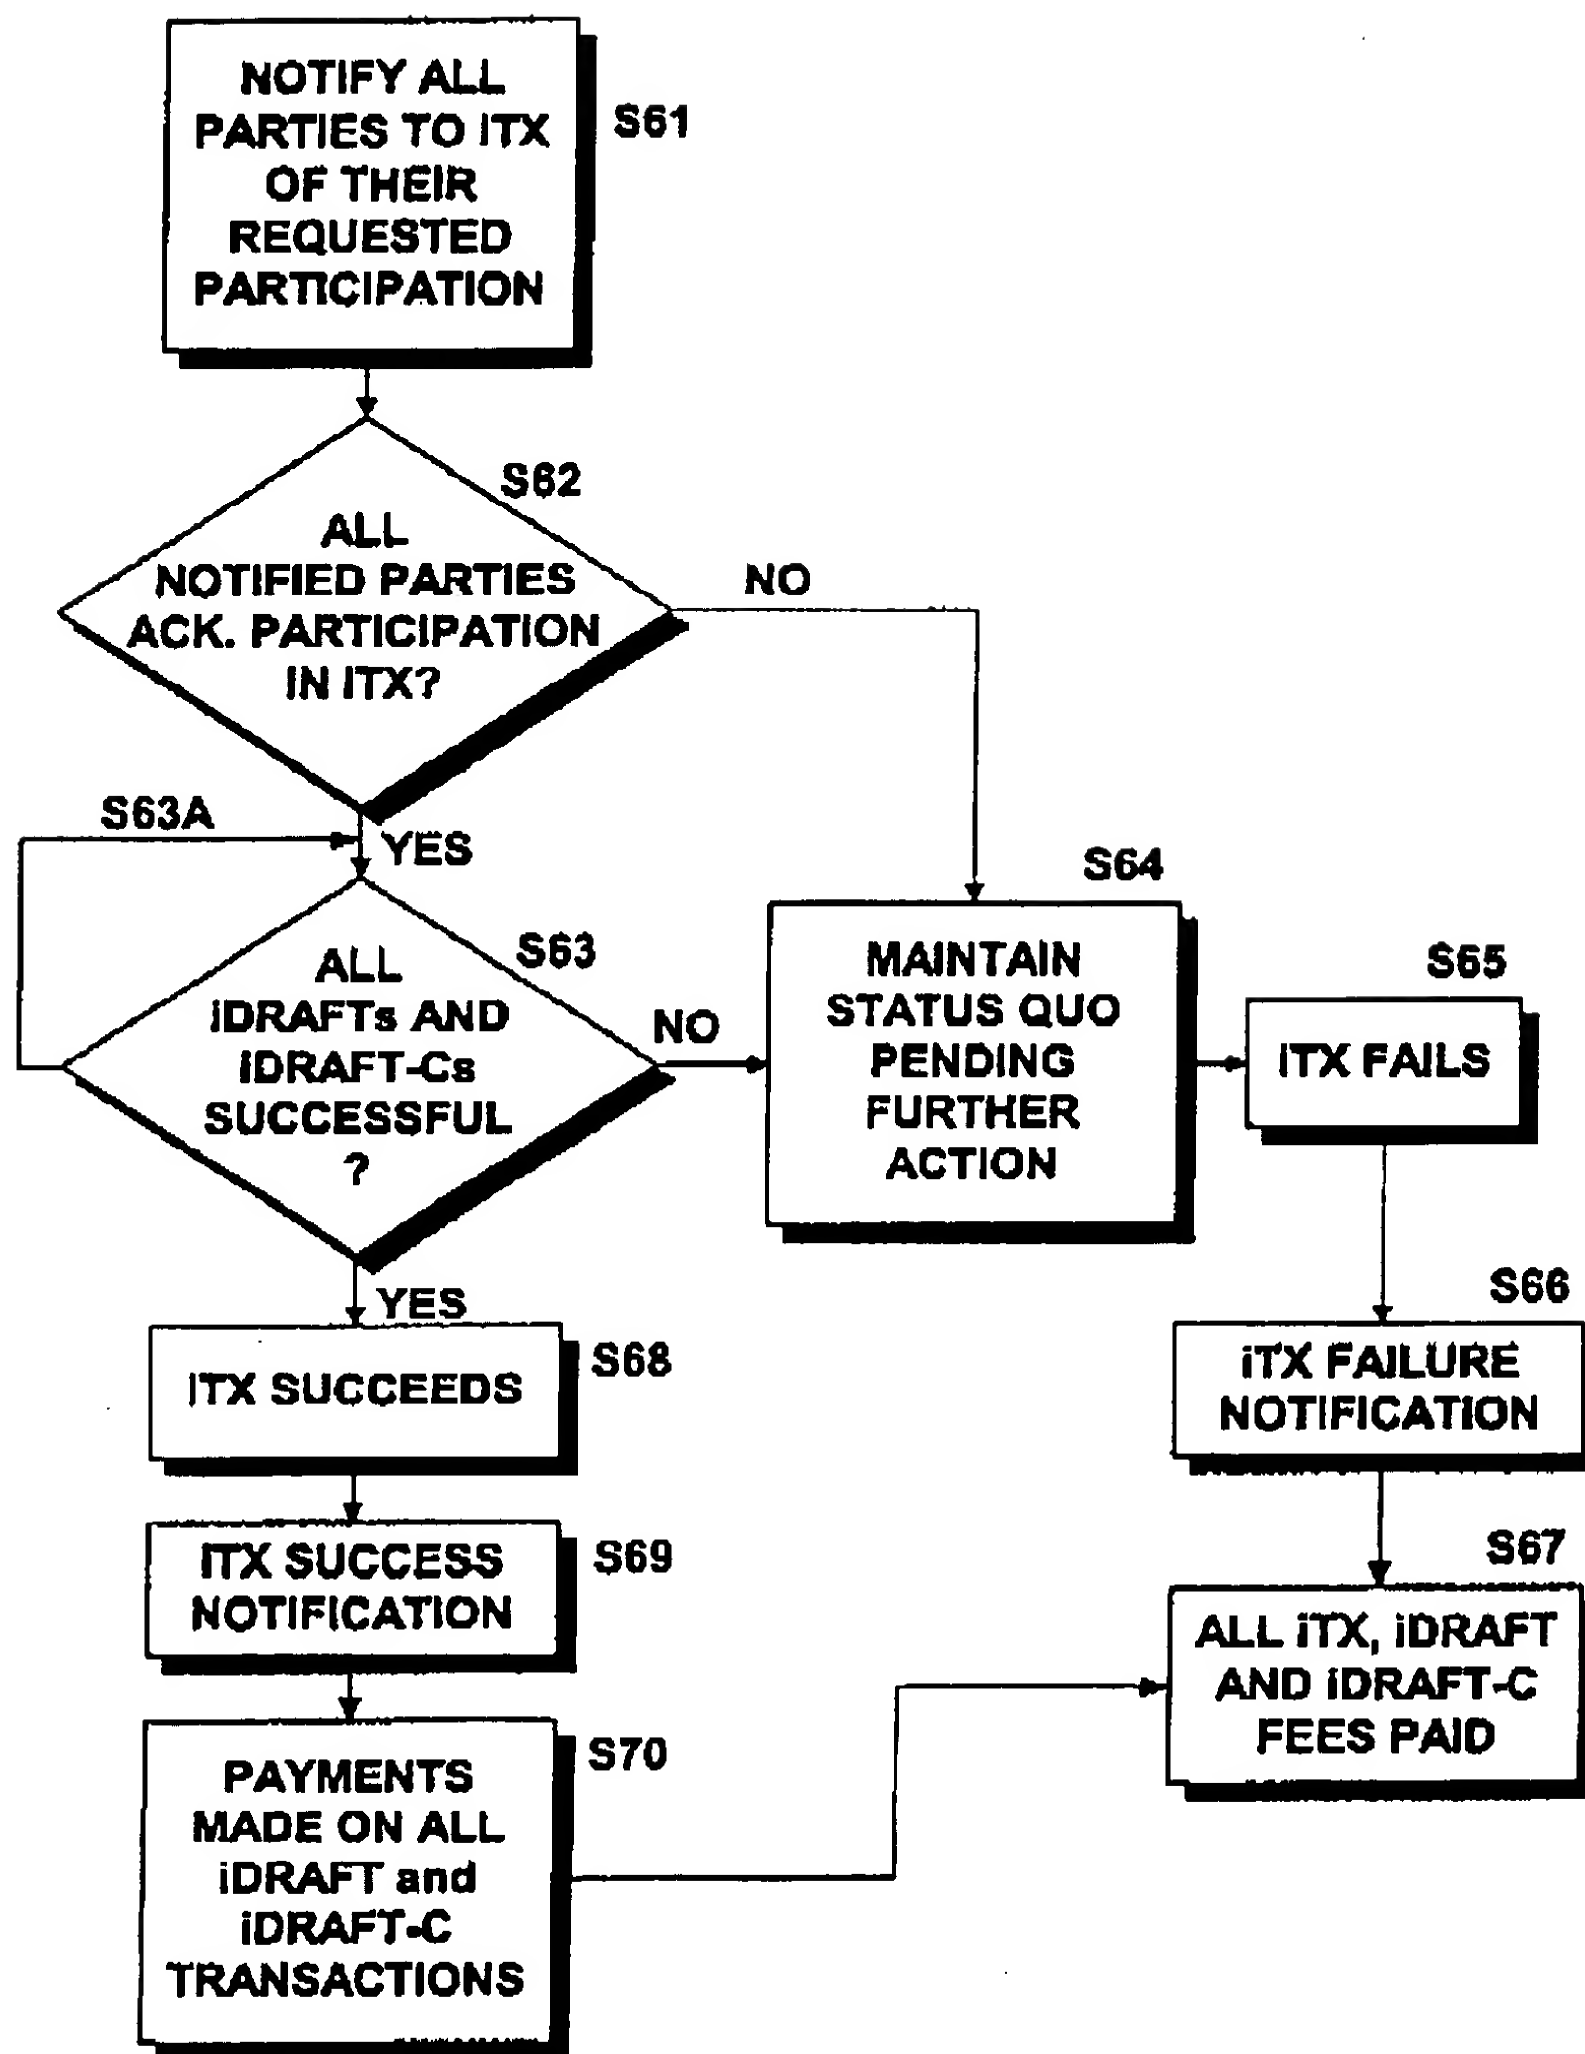 NOTIFY ALL
PARTIES TO iTX
OF THEIR
REQUESTED
PARTICIPATION
S61
S62
ALL
NOTIFIED PARTIES
ACK. PARTICIPATION
IN iTX?
NO
S63A
YES
S63
ALL
iDRAFTs AND
iDRAFT-Cs
SUCCESSFUL
?
NO
S64
MAINTAIN
STATUS QUO
PENDING
FURTHER
ACTION
S65
iTX FAILS
S66
iTX FAILURE
NOTIFICATION
YES
S68
iTX SUCCEEDS
S69
iTX SUCCESS
NOTIFICATION
S67
ALL iTX, iDRAFT
AND iDRAFT-C
FEES PAID
S70
PAYMENTS
MADE ON ALL
iDRAFT and
iDRAFT-C
TRANSACTIONS